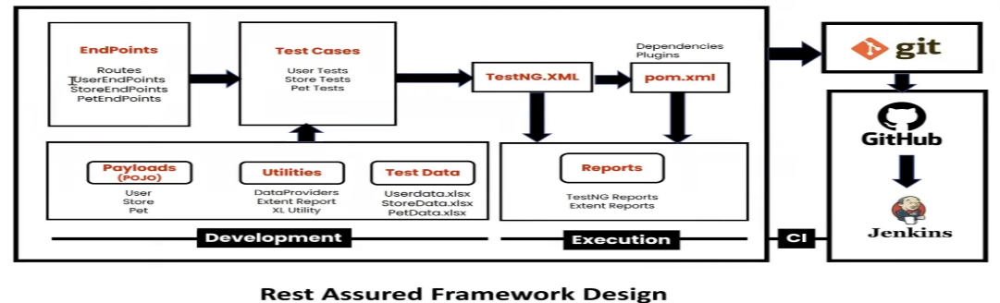 EndPoints
Routes
UserEndPoints
StoreEndPoints
PetEndPoints
Test Cases
User Tests
Store Tests
Pet Tests
TestNG.XML
Dependencies
Plugins
pom.xml
git
GitHub
Jenkins
Payloads
(POJO)
User
Store
Pet
Utilities
DataProviders
Extent Report
XL Utility
Test Data
Userdata.xlsx
StoreData.xlsx
PetData.xlsx
Reports
TestNG Reports
Extent Reports
Development
Execution
CI
Rest Assured Framework Design